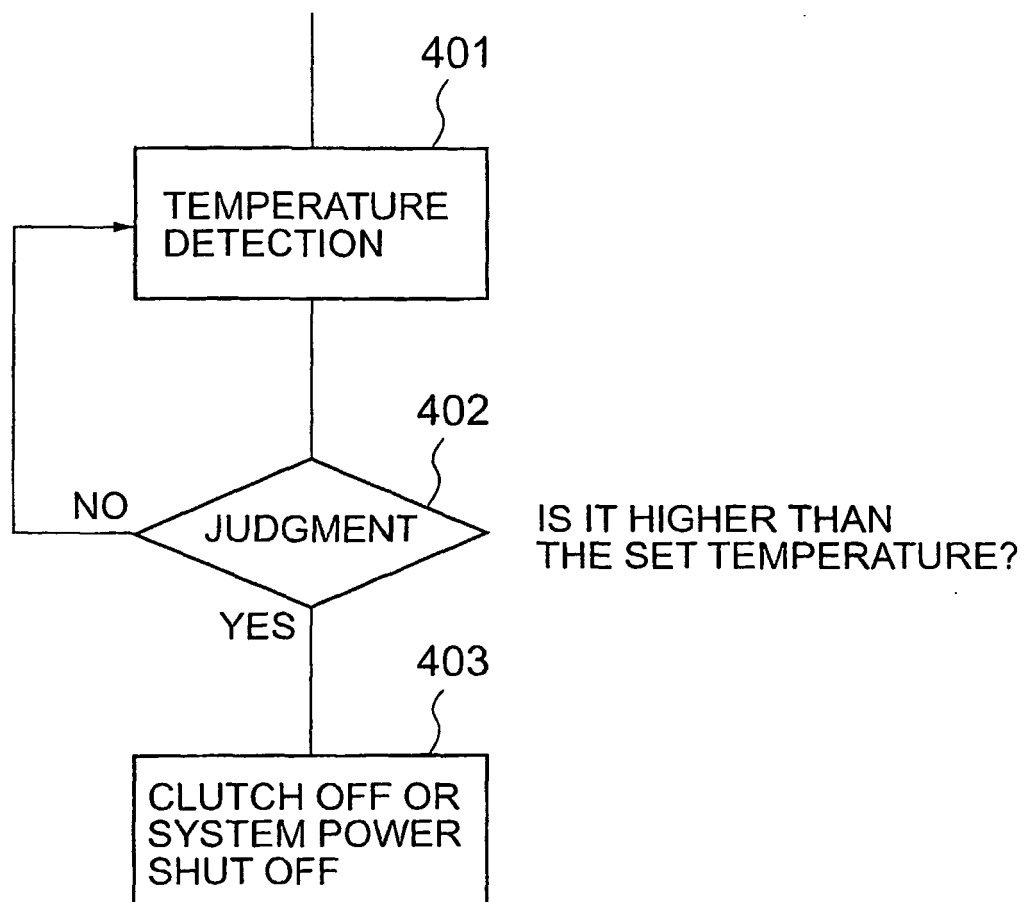 401
TEMPERATURE
DETECTION
402
NO
JUDGMENT
IS IT HIGHER THAN
THE SET TEMPERATURE?
YES
403
CLUTCH OFF OR
SYSTEM POWER
SHUT OFF